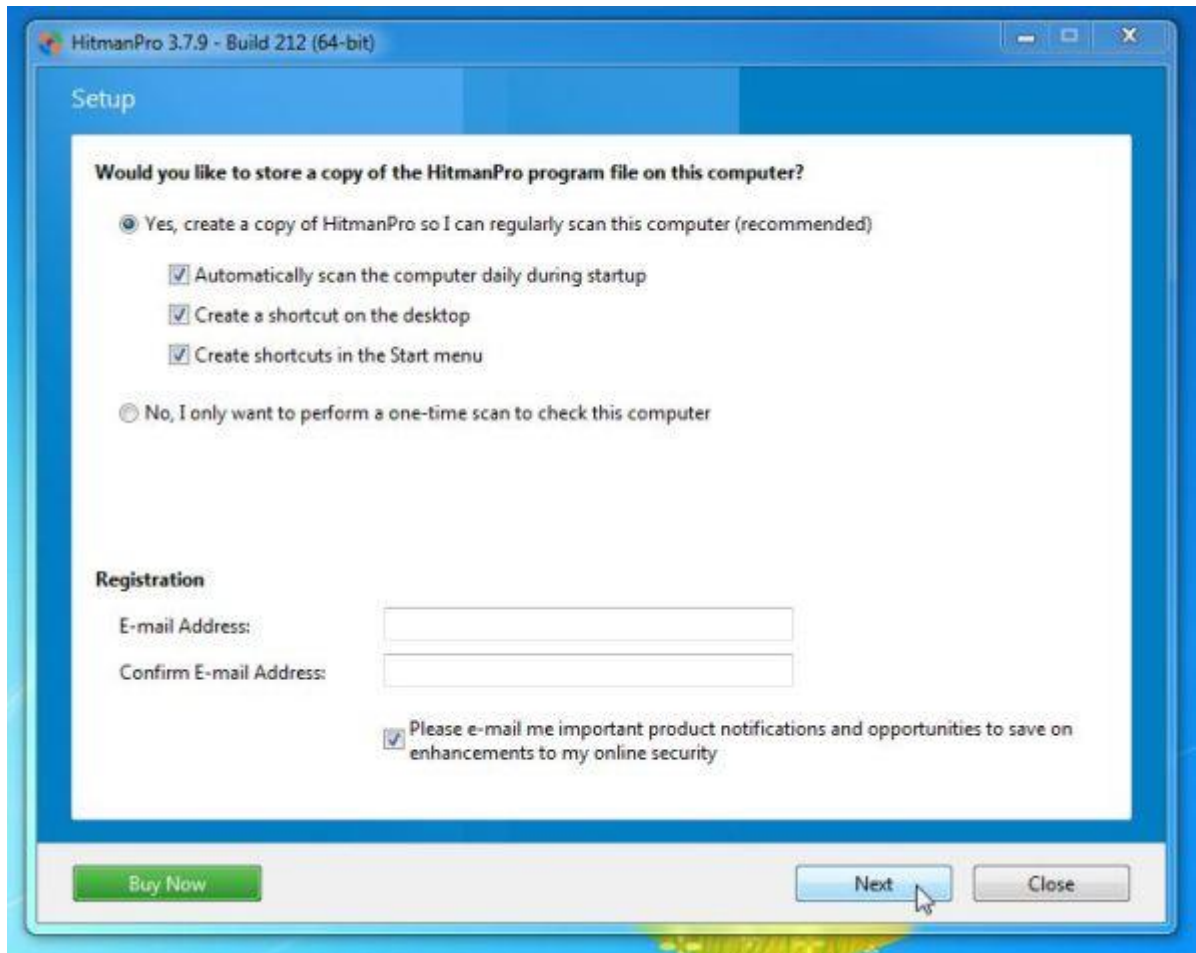 HitmanPro 3.7.9 - Build 212 (64-bit)
Setup
Would you like to store a copy of the HitmanPro program file on this computer?
Yes, create a copy of HitmanPro so I can regularly scan this computer (recommended)
Automatically scan the computer daily during startup
Create a shortcut on the desktop
Create shortcuts in the Start menu
No, I only want to perform a one-time scan to check this computer
Registration
E-mail Address:
Confirm E-mail Address:
Please e-mail me important product notifications and opportunities to save on
enhancements to my online security
Buy Now
Next
Close